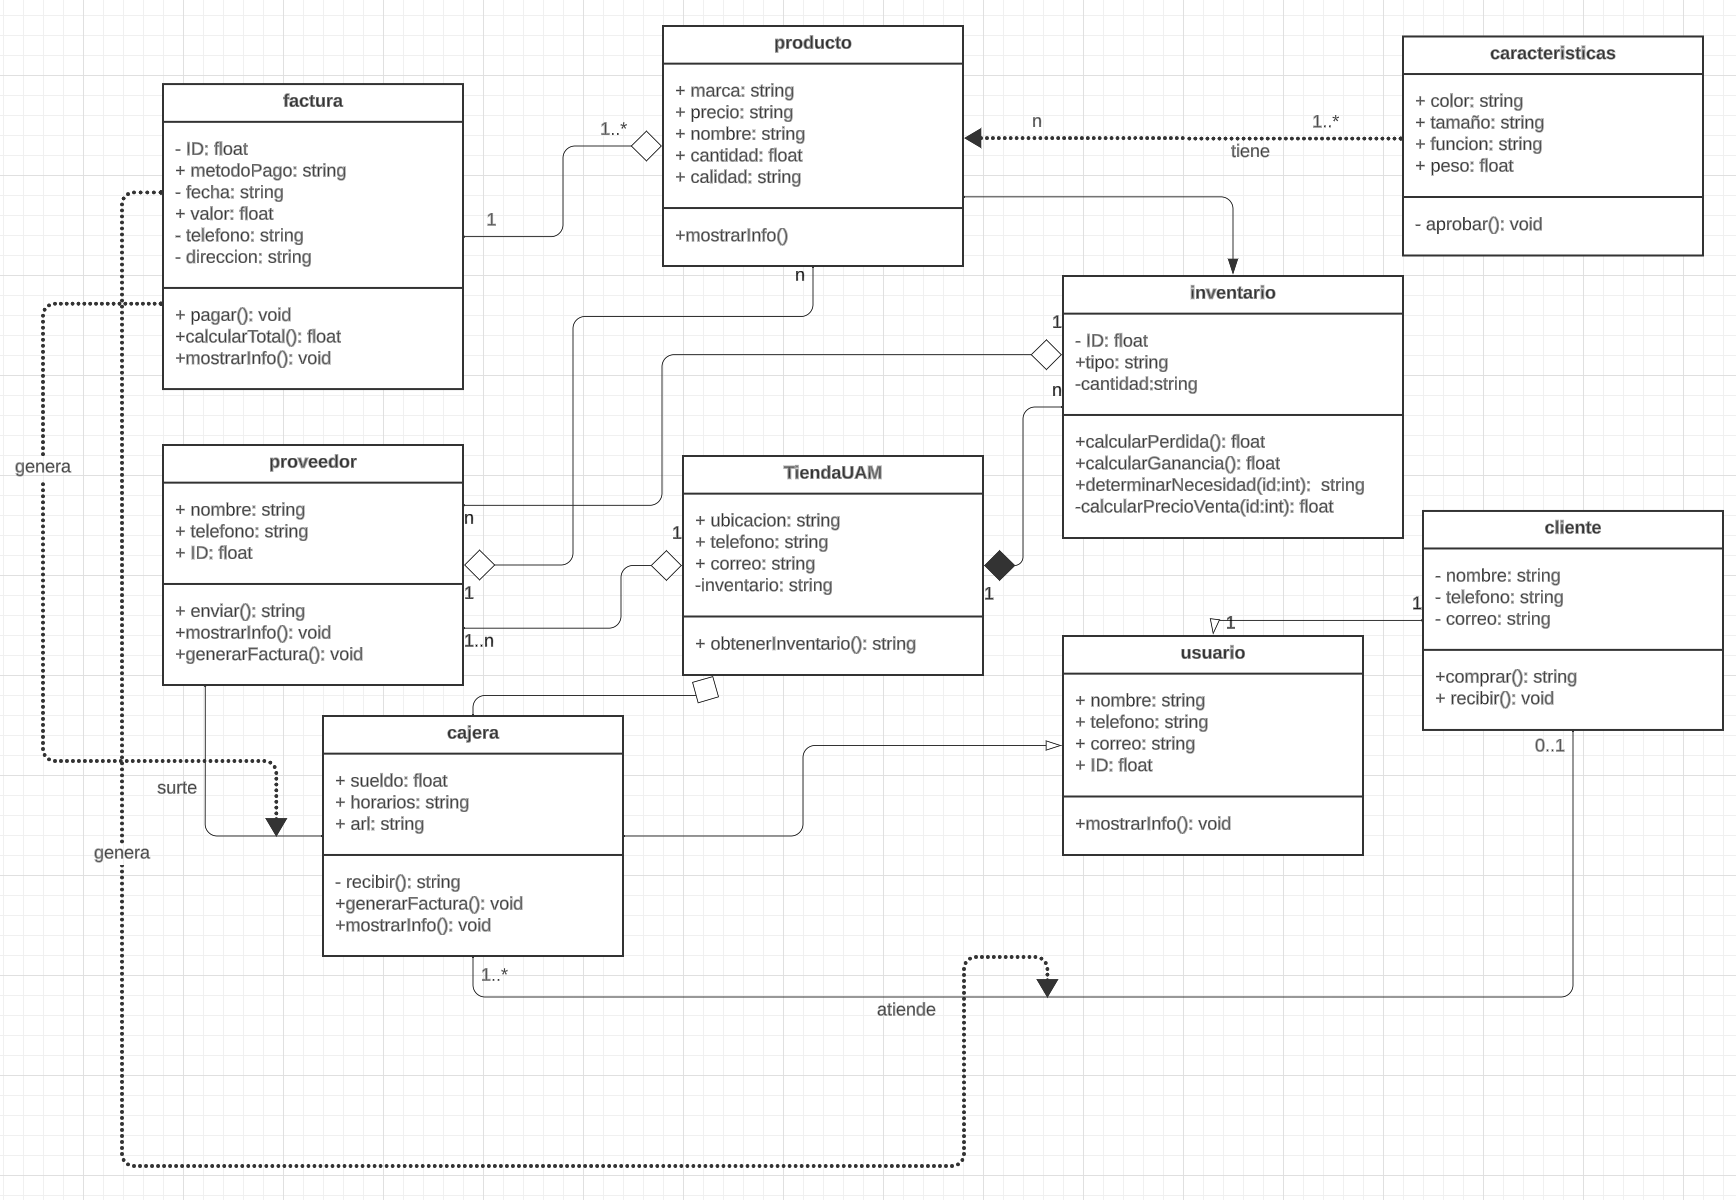 factura
- ID: float
+ metodoPago: string
- fecha: string
+ valor: float
- telefono: string
- direccion: string
+ pagar(): void
+calcularTotal(): float
+mostrarInfo(): void
1
1..*
producto
+ marca: string
+ precio: string
+ nombre: string
+ cantidad: float
+ calidad: string
+mostrarInfo()
n
n
1..*
tiene
caracteristicas
+ color: string
+ tamaño: string
+ funcion: string
+ peso: float
- aprobar(): void
inventario
- ID: float
+tipo: string
-cantidad:string
+calcularPerdida(): float
+calcularGanancia(): float
+determinarNecesidad(id:int):  string
-calcularPrecioVenta(id:int): float
1
n
genera
proveedor
+ nombre: string
+ telefono: string
+ ID: float
+ enviar(): string
+mostrarInfo(): void
+generarFactura(): void
n
1
1..n
TiendaUAM
+ ubicacion: string
+ telefono: string
+ correo: string
-inventario: string
+ obtenerInventario(): string
1
1
cliente
- nombre: string
- telefono: string
- correo: string
+comprar(): string
+ recibir(): void
1
1
0..1
usuario
+ nombre: string
+ telefono: string
+ correo: string
+ ID: float
+mostrarInfo(): void
cajera
+ sueldo: float
+ horarios: string
+ arl: string
- recibir(): string
+generarFactura(): void
+mostrarInfo(): void
surte
genera
1..*
atiende